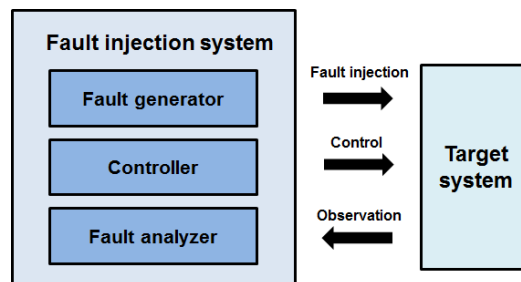 Fault injection system
Fault generator
Controller
Fault analyzer
Fault injection
Control
Observation
Target
system